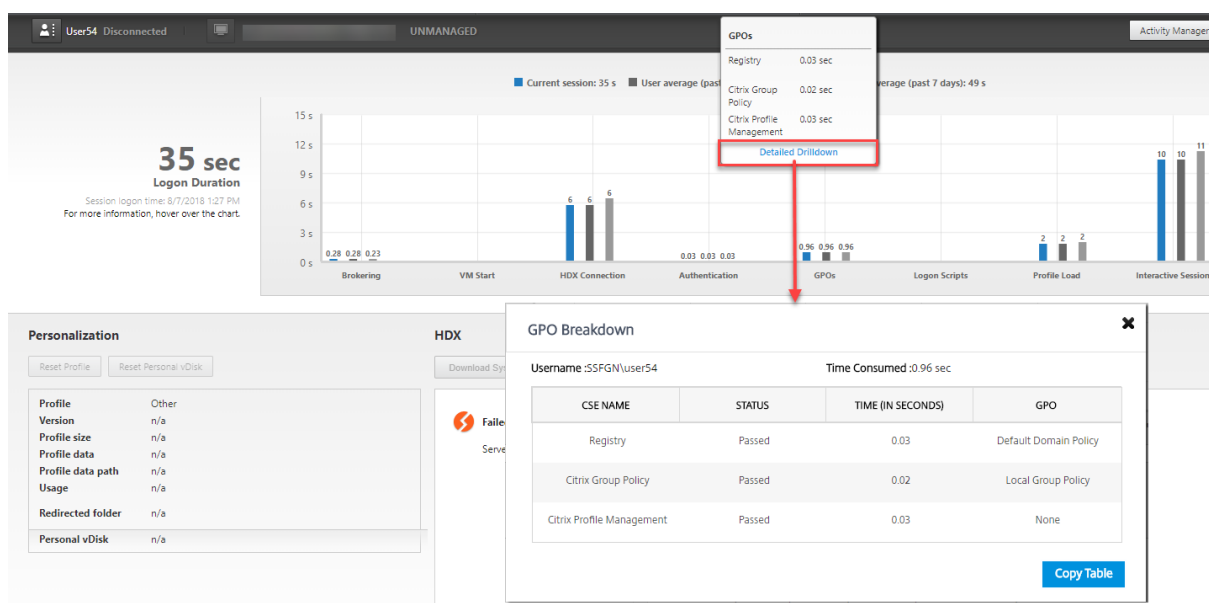 User54 Disconnected
UNMANAGED
Activity Manager
GPOs
Registry 0.03 sec
Citrix Group 0.02 sec
Policy
Citrix Profile 0.03 sec
Management
Detailed Drilldown
Current session: 35 s User average (pas verage (past 7 days): 49 s
15 s
12 s
9 s
6 s
3 s
0 s
35 sec
Logon Duration
Session logon time: 8/7/2018 1:27 PM
For more information, hover over the chart.
0.28 0.28 0.23
6 6 6
0.03 0.03 0.03
0.96 0.96 0.96
2 2 2
10 10 11
Brokering VM Start HDX Connection Authentication GPOs Logon Scripts Profile Load Interactive Session
Personalization
Reset Profile Reset Personal vDisk
Profile Other
Version n/a
Profile size n/a
Profile data n/a
Profile data path n/a
Usage n/a
Redirected folder n/a
Personal vDisk n/a
HDX
Download Sy
Faile
Serve
GPO Breakdown
Username :SSFGN\user54 Time Consumed :0.96 sec
CSE NAME STATUS TIME (IN SECONDS) GPO
Registry Passed 0.03 Default Domain Policy
Citrix Group Policy Passed 0.02 Local Group Policy
Citrix Profile Management Passed 0.03 None
Copy Table